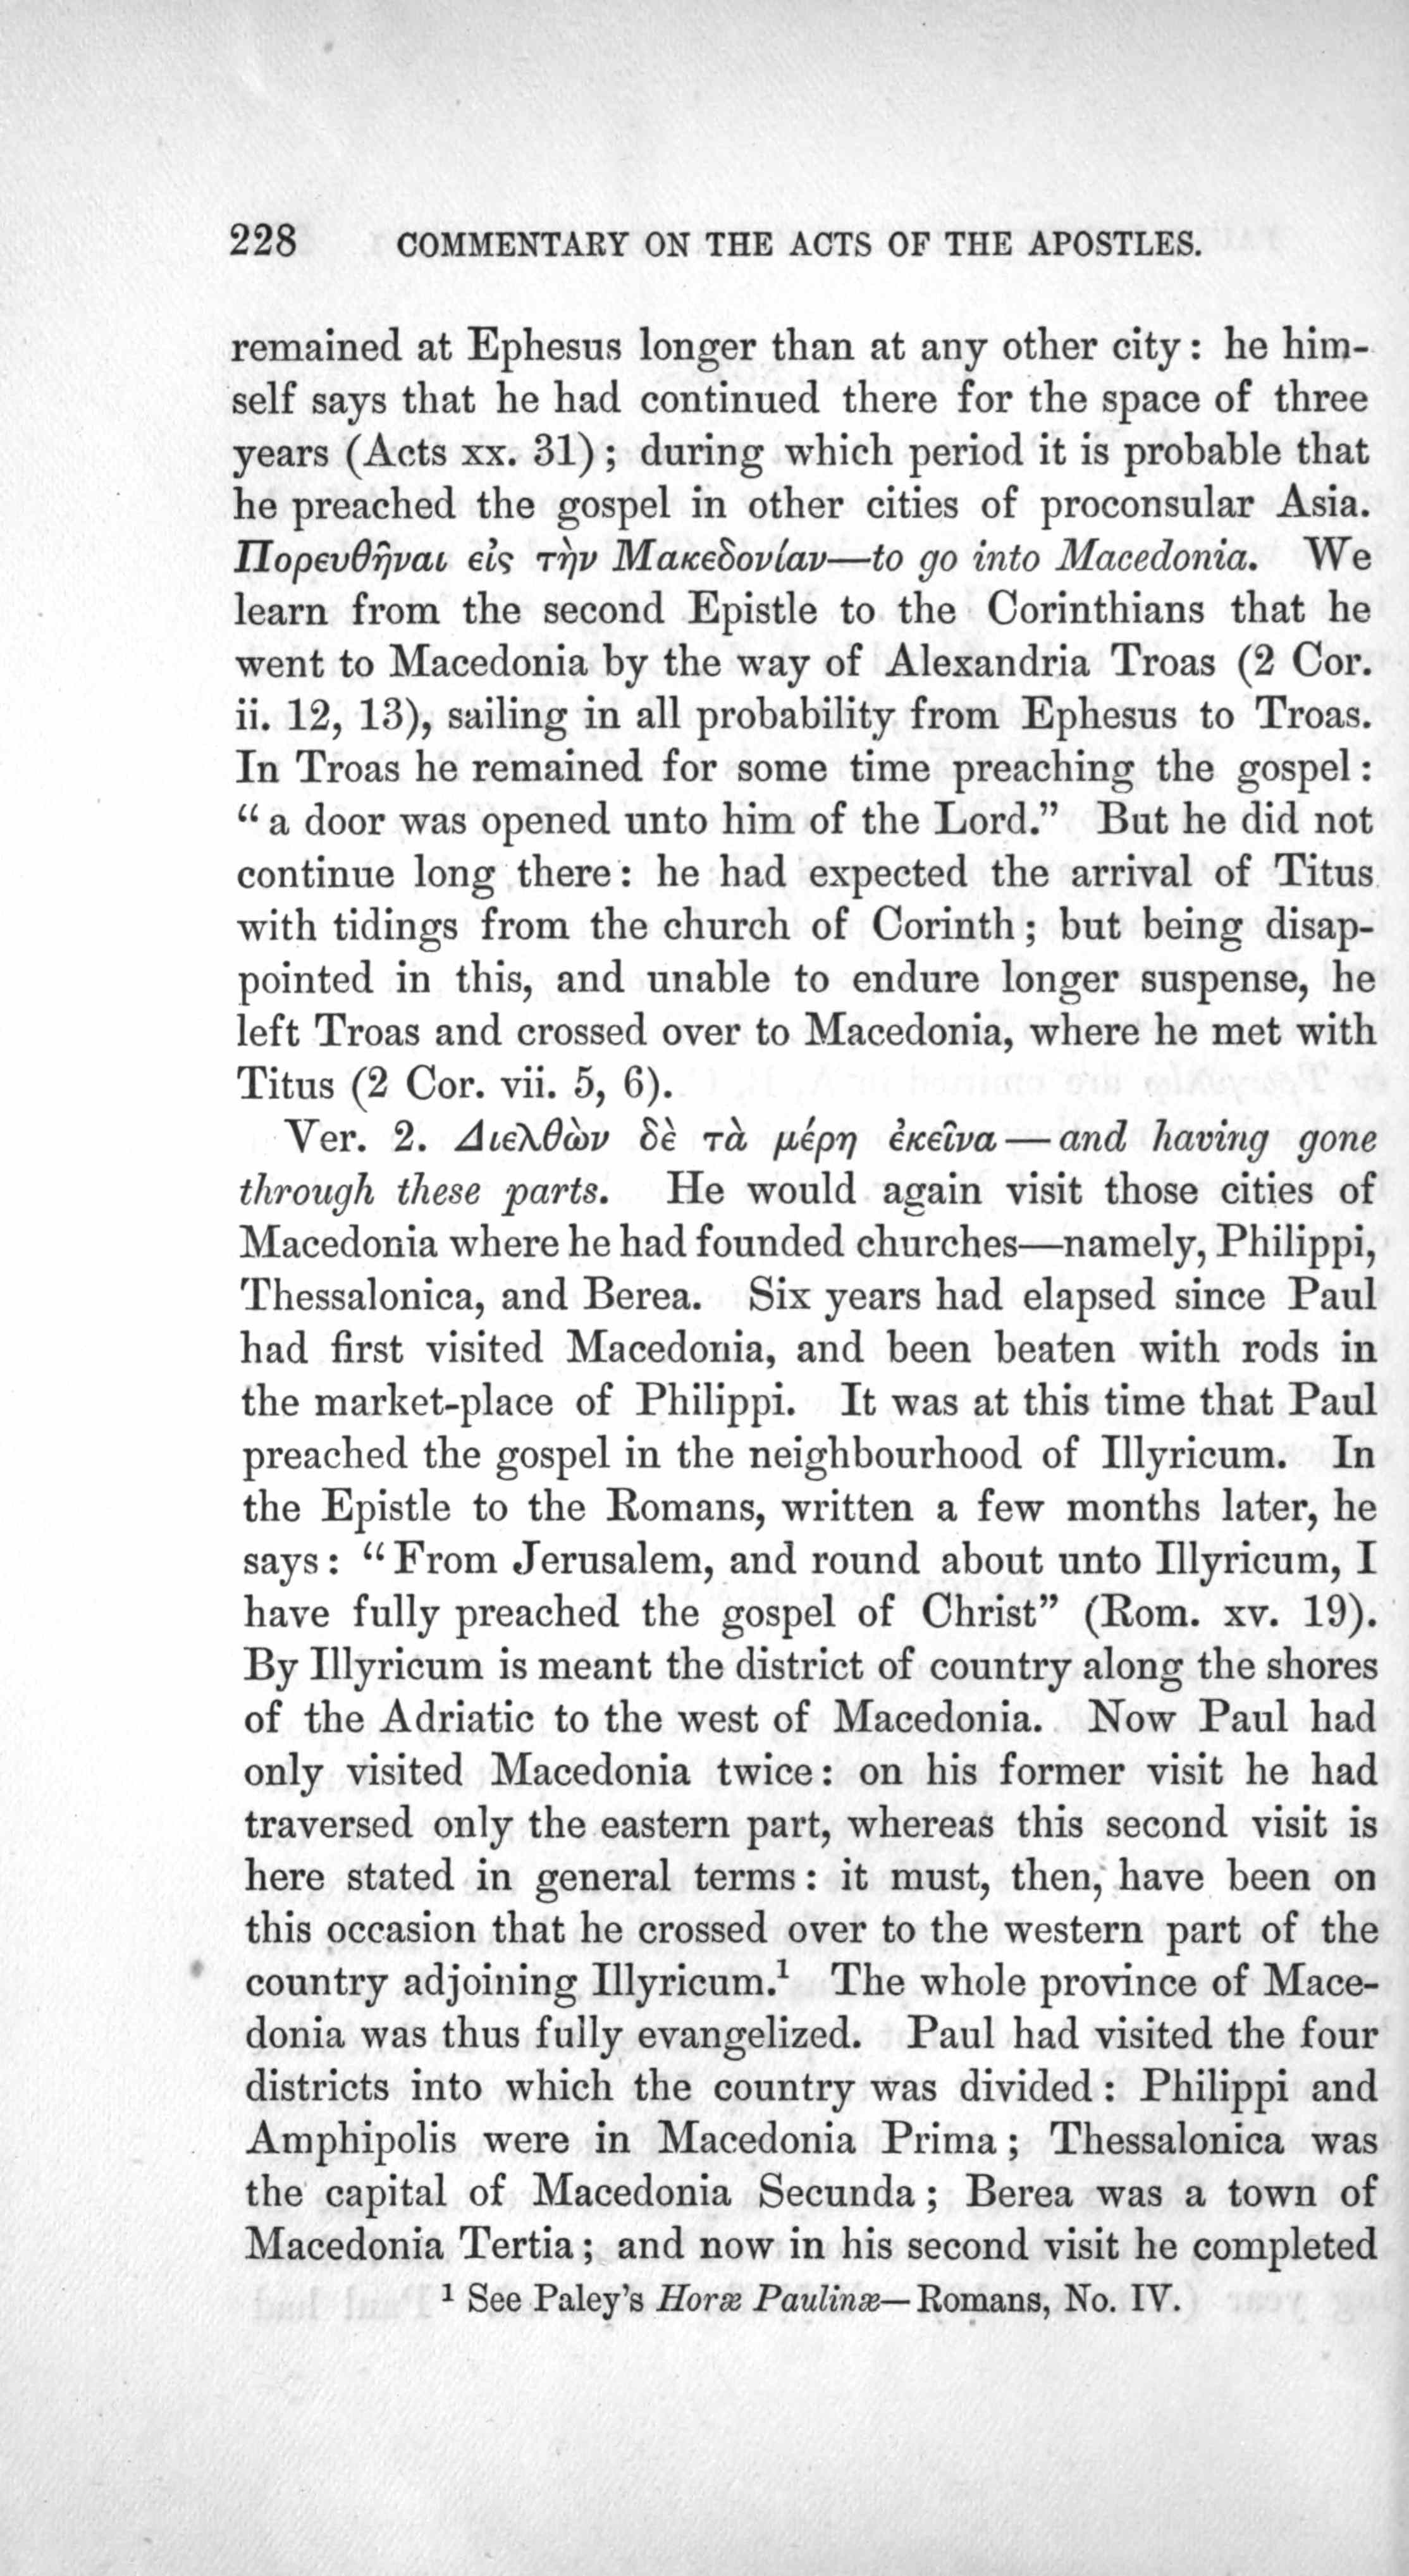 228 COMMENTARY ON THE ACTS OF THE APOSTLES.
remained at Ephesus longer than at any other city: he him-
self says that he had continued there for the space of three
years (Acts xx. 31); during which period it is probable that
he preached the gospel in other cities of proconsular Asia.
Πορευθῆναι εἰς τὴν Μακεδονίαν—to go into Macedonia. We
learn from the second Epistle to the Corinthians that he
went to Macedonia by the way of Alexandria Troas (2 Cor.
ii. 12, 13), sailing in all probability from Ephesus to Troas.
In Troas he remained for some time preaching the gospel:
“a door was opened unto him of the Lord.” But he did not
continue long there: he had expected the arrival of Titus
with tidings from the church of Corinth; but being disap-
pointed in this, and unable to endure longer suspense, he
left Troas and crossed over to Macedonia, where he met with
Titus (2 Cor. vii. 5, 6).
Ver. 2. Διελθὼν δὲ τὰ μέρη ἐκεῖνα—and having gone
through these parts. He would again visit those cities of
Macedonia where he had founded churches—namely, Philippi,
Thessalonica, and Berea. Six years had elapsed since Paul
had first visited Macedonia, and been beaten with rods in
the market-place of Philippi. It was at this time that Paul
preached the gospel in the neighbourhood of Illyricum. In
the Epistle to the Romans, written a few months later, he
says: “From Jerusalem, and round about unto Illyricum, I
have fully preached the gospel of Christ” (Rom. xv. 19).
By Illyricum is meant the district of country along the shores
of the Adriatic to the west of Macedonia. Now Paul had
only visited Macedonia twice: on his former visit he had
traversed only the eastern part, whereas this second visit is
here stated in general terms: it must, then, have been on
this occasion that he crossed over to the western part of the
country adjoining Illyricum.¹ The whole province of Mace-
donia was thus fully evangelized. Paul had visited the four
districts into which the country was divided: Philippi and
Amphipolis were in Macedonia Prima; Thessalonica was
the capital of Macedonia Secunda; Berea was a town of
Macedonia Tertia; and now in his second visit he completed
¹ See Paley’s Horæ Paulinæ—Romans, No. IV.